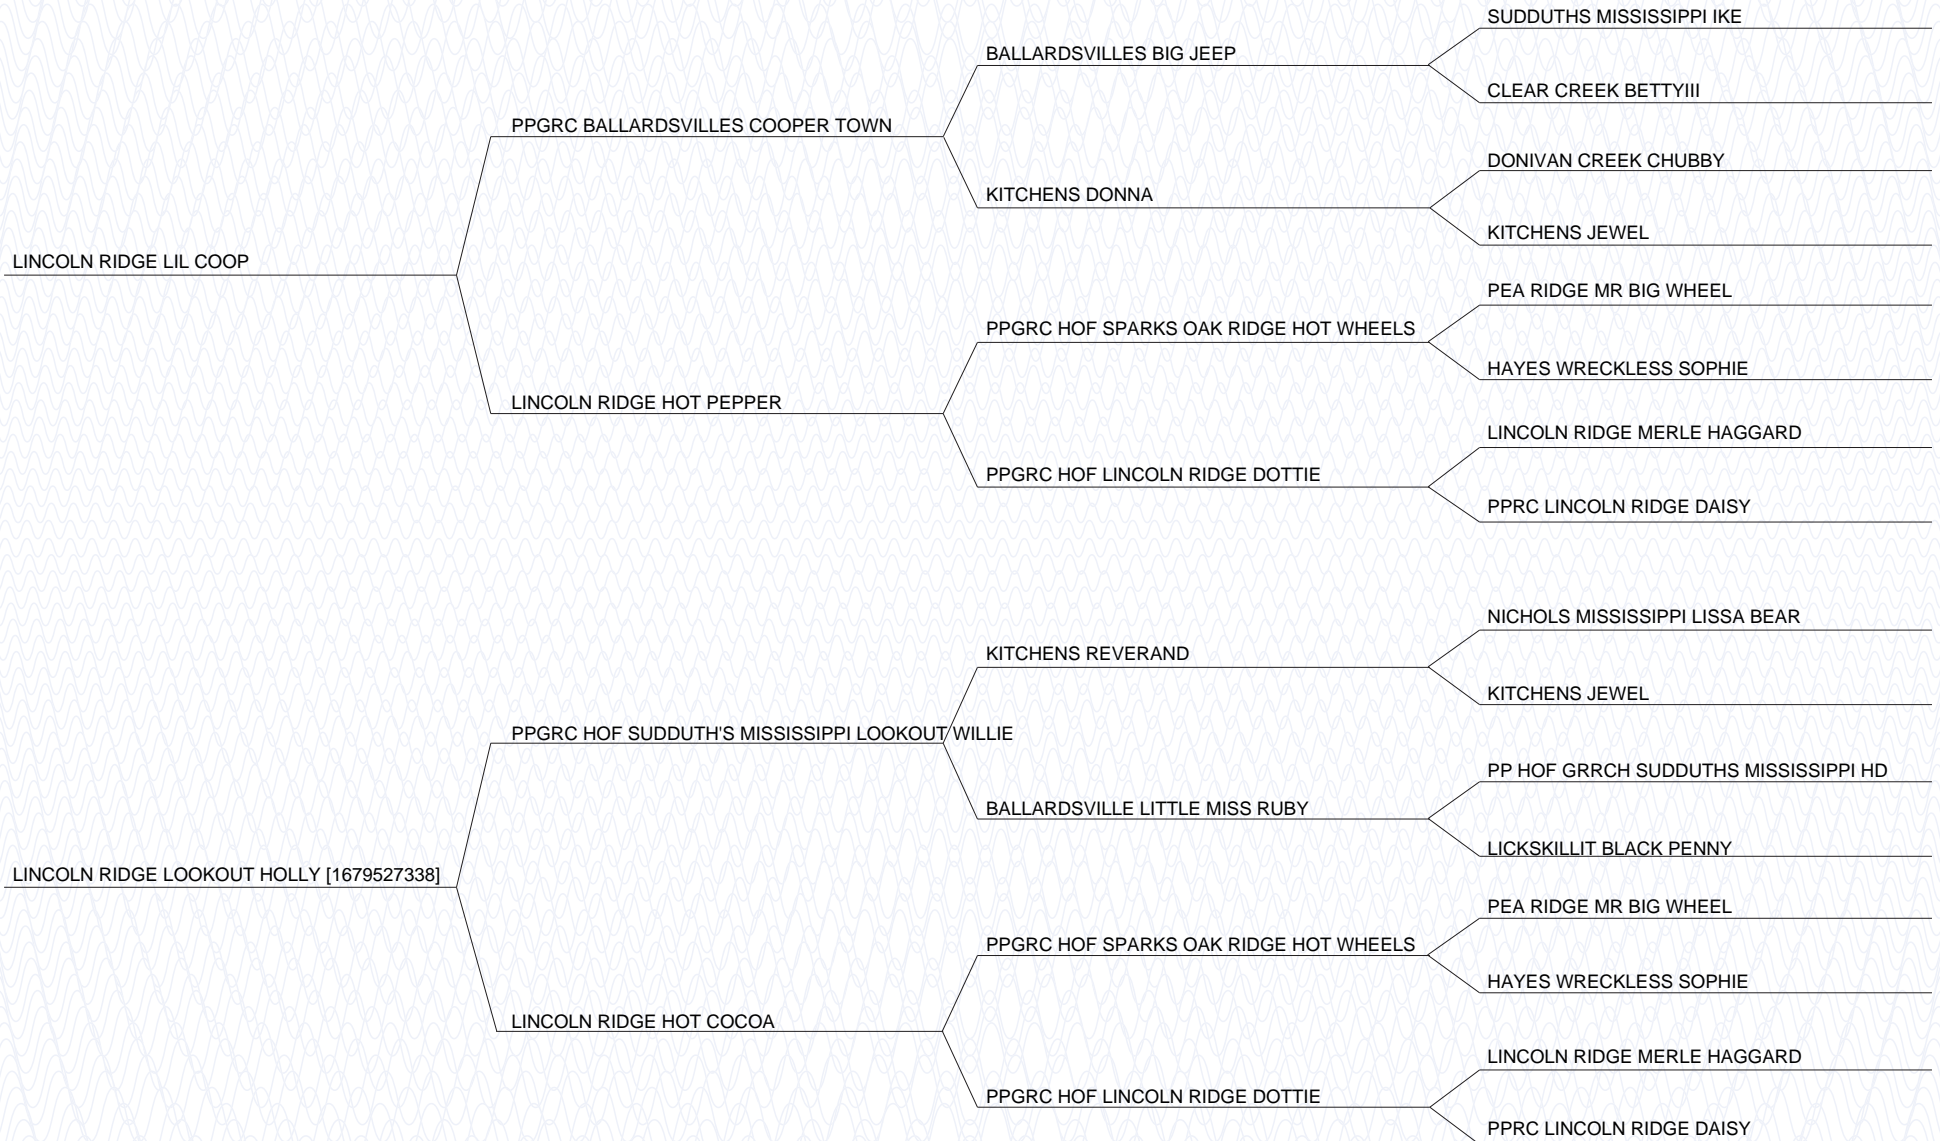 SUDDUTHS MISSISSIPPI IKE
BALLARDSVILLES BIG JEEP
CLEAR CREEK BETTYIII
PPGRC BALLARDSVILLES COOPER TOWN
DONIVAN CREEK CHUBBY
KITCHENS DONNA
KITCHENS JEWEL
LINCOLN RIDGE LIL COOP
PEA RIDGE MR BIG WHEEL
PPGRC HOF SPARKS OAK RIDGE HOT WHEELS
HAYES WRECKLESS SOPHIE
LINCOLN RIDGE HOT PEPPER
LINCOLN RIDGE MERLE HAGGARD
PPGRC HOF LINCOLN RIDGE DOTTIE
PPRC LINCOLN RIDGE DAISY
NICHOLS MISSISSIPPI LISSA BEAR
KITCHENS REVERAND
KITCHENS JEWEL
PPGRC HOF SUDDUTH'S MISSISSIPPI LOOKOUT WILLIE
PP HOF GRRCH SUDDUTHS MISSISSIPPI HD
BALLARDSVILLE LITTLE MISS RUBY
LICKSKILLIT BLACK PENNY
LINCOLN RIDGE LOOKOUT HOLLY [1679527338]
PEA RIDGE MR BIG WHEEL
PPGRC HOF SPARKS OAK RIDGE HOT WHEELS
HAYES WRECKLESS SOPHIE
LINCOLN RIDGE HOT COCOA
LINCOLN RIDGE MERLE HAGGARD
PPGRC HOF LINCOLN RIDGE DOTTIE
PPRC LINCOLN RIDGE DAISY